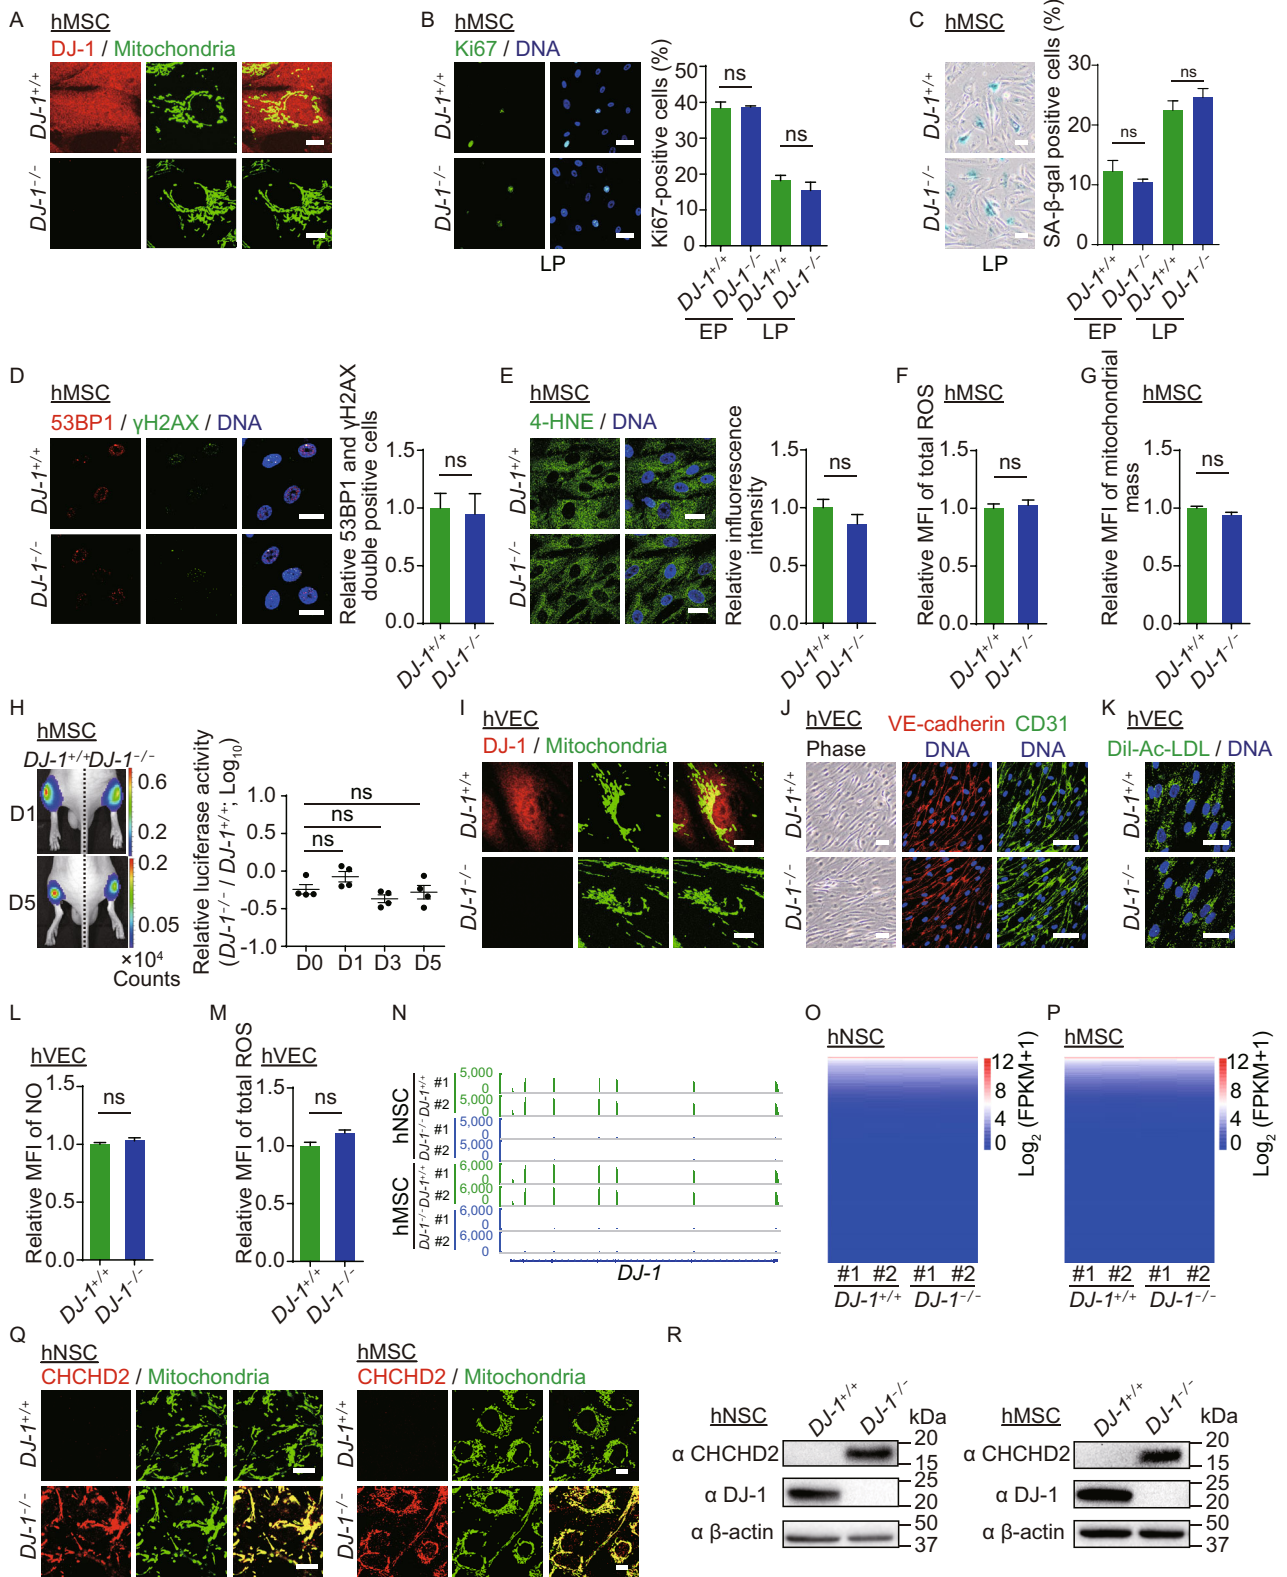 A
hMSC
DJ-1 / Mitochondria
DJ-1+/+
DJ-1-/-
B
hMSC
Ki67 / DNA
DJ-1+/+
DJ-1-/-
LP
Ki67-positive cells (%)
50
40
30
20
10
0
DJ-1+/+
DJ-1-/-
DJ-1+/+
DJ-1-/-
EP
LP
ns
ns
C
hMSC
DJ-1+/+
DJ-1-/-
LP
SA-β-gal positive cells (%)
30
20
10
0
ns
ns
DJ-1+/+
DJ-1-/-
DJ-1+/+
DJ-1-/-
EP
LP
D
hMSC
53BP1 / γH2AX / DNA
DJ-1+/+
DJ-1-/-
Relative 53BP1 and γH2AX
double positive cells
1.5
1.0
0.5
0.0
ns
DJ-1+/+
DJ-1-/-
E
hMSC
4-HNE / DNA
DJ-1+/+
DJ-1-/-
Relative influorescence
intensity
1.5
1.0
0.5
0.0
ns
DJ-1+/+
DJ-1-/-
F
hMSC
Relative MFI of total ROS
1.5
1.0
0.5
0.0
ns
DJ-1+/+
DJ-1-/-
G
hMSC
Relative MFI of mitochondrial
mass
1.5
1.0
0.5
0.0
ns
DJ-1+/+
DJ-1-/-
H
hMSC
DJ-1+/+ DJ-1-/-
D1
0.6
0.2
D5
0.2
0.05
×10⁴
Counts
Relative luciferase activity
(DJ-1-/- / DJ-1+/+; Log₁₀)
1.0
0.5
-0.0
-0.5
-1.0
ns
ns
ns
D0 D1 D3 D5
I
hVEC
DJ-1 / Mitochondria
DJ-1+/+
DJ-1-/-
J
hVEC
Phase
VE-cadherin
DNA
CD31
DNA
DJ-1+/+
DJ-1-/-
K
hVEC
Dil-Ac-LDL / DNA
DJ-1+/+
DJ-1-/-
L
hVEC
Relative MFI of NO
1.5
1.0
0.5
0.0
ns
DJ-1+/+
DJ-1-/-
M
hVEC
Relative MFI of total ROS
1.5
1.0
0.5
0.0
ns
DJ-1+/+
DJ-1-/-
N
hNSC
DJ-1+/+
#1
5,000
0
#2
5,000
0
DJ-1-/-
#1
5,000
0
#2
5,000
0
hMSC
DJ-1+/+
#1
6,000
0
#2
6,000
0
DJ-1-/-
#1
6,000
0
#2
6,000
0
DJ-1
O
hNSC
12
8
4
0
Log₂ (FPKM+1)
#1 #2 #1 #2
DJ-1+/+ DJ-1-/-
P
hMSC
12
8
4
0
Log₂ (FPKM+1)
#1 #2 #1 #2
DJ-1+/+ DJ-1-/-
Q
hNSC
CHCHD2 / Mitochondria
DJ-1+/+
DJ-1-/-
hMSC
CHCHD2 / Mitochondria
DJ-1+/+
DJ-1-/-
R
hNSC
DJ-1+/+
DJ-1-/-
kDa
α CHCHD2
20
15
α DJ-1
25
20
α β-actin
50
37
hMSC
DJ-1+/+
DJ-1-/-
kDa
α CHCHD2
20
15
α DJ-1
25
20
α β-actin
50
37